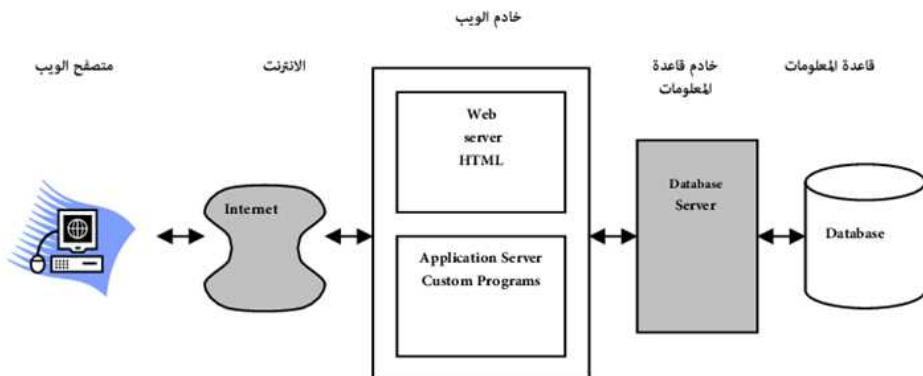 خادم الويب
متصفح الويب
الانترنت
خادم قاعدة
المعلومات
قاعدة المعلومات
Web
server
HTML
Internet
Database
Server
Application Server
Custom Programs
Database